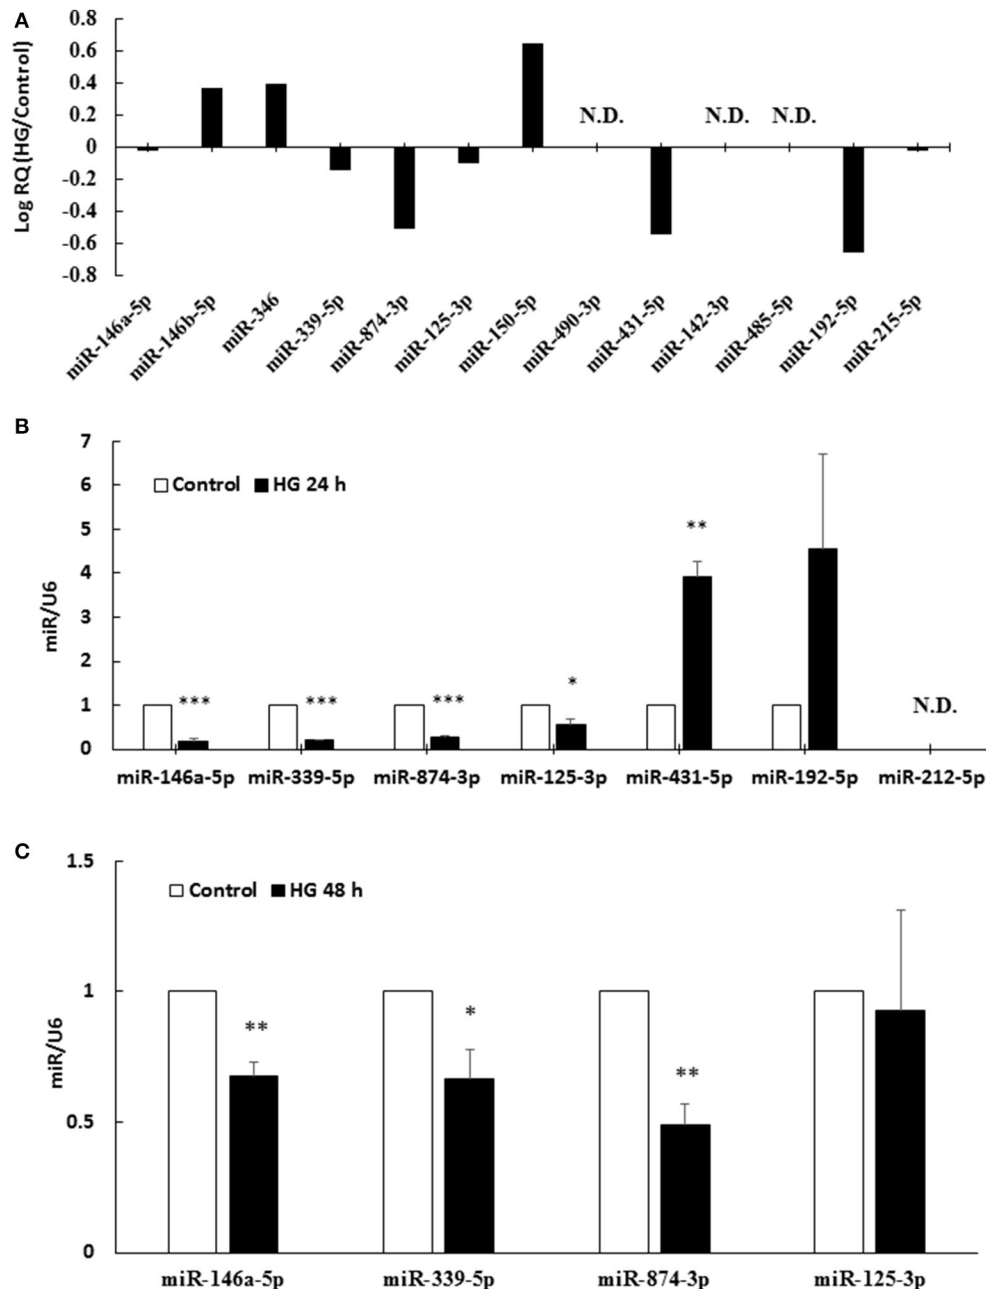 A
Log RQ(HG/Control)
0.8
0.6
0.4
0.2
0
-0.2
-0.4
-0.6
-0.8
N.D. N.D. N.D.
miR-146a-5p miR-146b-5p miR-346 miR-339-5p miR-874-3p miR-125-3p miR-150-5p miR-490-3p miR-431-5p miR-142-3p miR-485-5p miR-192-5p miR-215-5p
B
miR/U6
7
6
5
4
3
2
1
0
Control HG 24 h
*** *** *** * ** N.D.
miR-146a-5p miR-339-5p miR-874-3p miR-125-3p miR-431-5p miR-192-5p miR-212-5p
C
miR/U6
1.5
1
0.5
0
Control HG 48 h
** * **
miR-146a-5p miR-339-5p miR-874-3p miR-125-3p